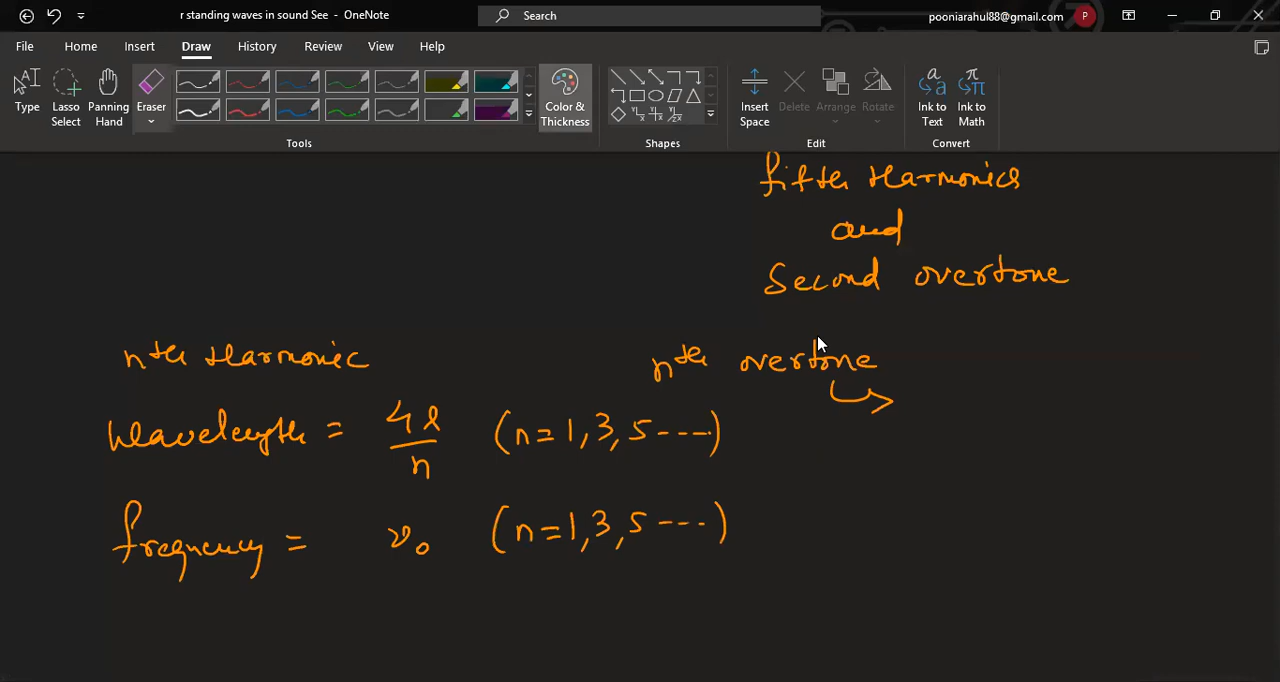 r standing waves in sound See - OneNote
Search
pooniarahul88@gmail.com
P
File Home Insert Draw History Review View Help
Type
Lasso Select
Panning Hand
Eraser
Color & Thickness
Insert Space
Delete
Arrange
Rotate
Ink to Text
Ink to Math
Tools Shapes Edit Convert
fifth Harmonics
and
Second overtone
nth Harmonic nth overtone
Wavelength = 4l/n (n=1,3,5----)
frequency = ν₀ (n=1,3,5---)